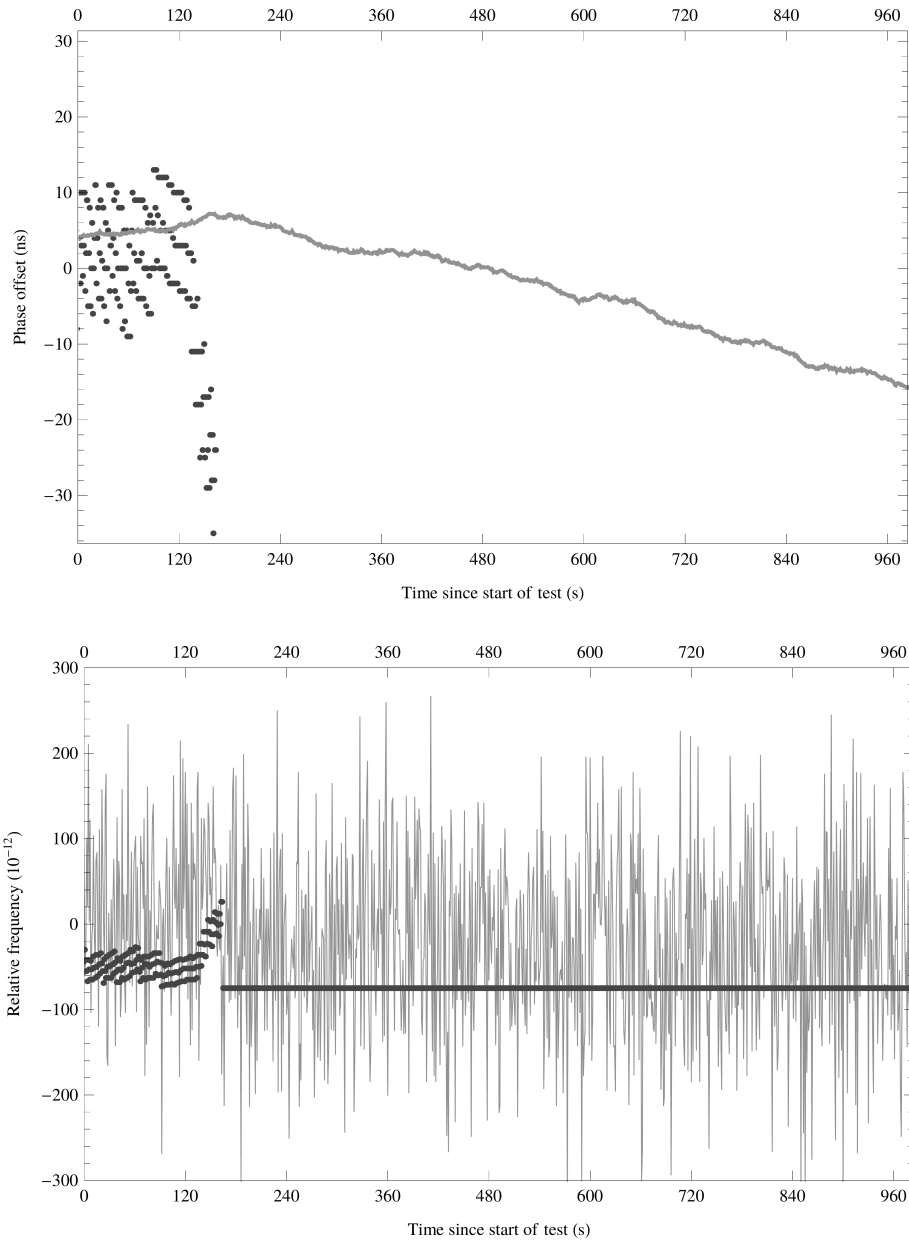 0 120 240 360 480 600 720 840 960
30
20
10
0
−10
−20
−30
Phase offset (ns)
0 120 240 360 480 600 720 840 960
Time since start of test (s)
0 120 240 360 480 600 720 840 960
300
200
100
0
−100
−200
−300
Relative frequency (10⁻¹²)
0 120 240 360 480 600 720 840 960
Time since start of test (s)